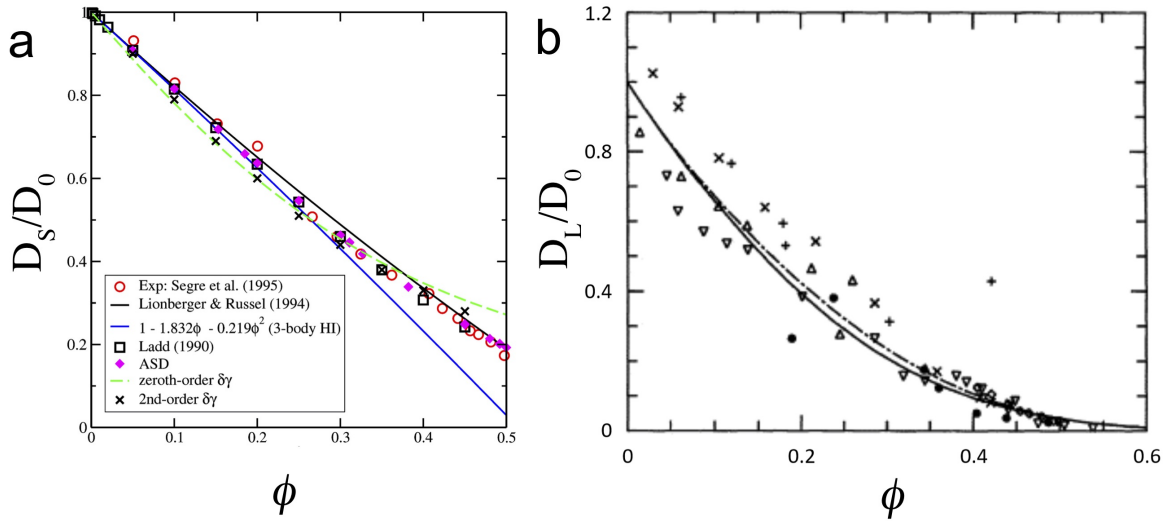 a
1
0.8
0.6
0.4
0.2
0
D_S/D_0
Exp: Segre et al. (1995)
Lionberger & Russel (1994)
1 - 1.832ϕ - 0.219ϕ² (3-body HI)
Ladd (1990)
ASD
zeroth-order δγ
2nd-order δγ
0 0.1 0.2 0.3 0.4 0.5
ϕ
b
1.2
0.8
0.4
0
D_L/D_0
0 0.2 0.4 0.6
ϕ